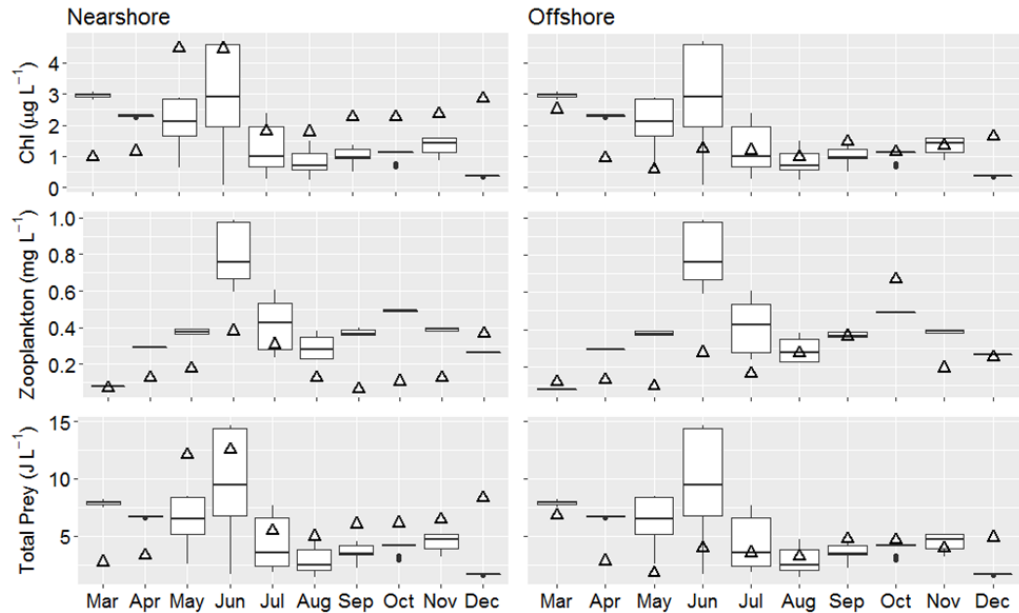 Nearshore Offshore
Chl (µg L⁻¹)
4
3
2
1
0
Zooplankton (mg L⁻¹)
1.0
0.8
0.6
0.4
0.2
Total Prey (J L⁻¹)
15
10
5
Mar Apr May Jun Jul Aug Sep Oct Nov Dec Mar Apr May Jun Jul Aug Sep Oct Nov Dec